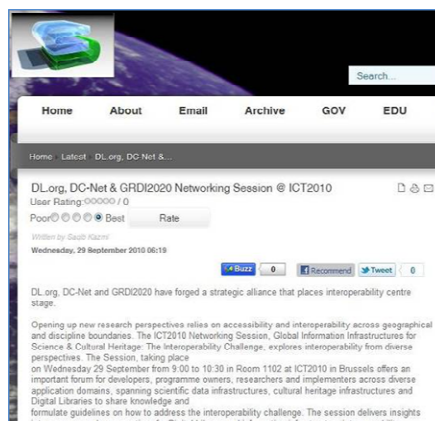 Search...
Home About Email Archive GOV EDU
Home Latest DL.org, DC Net &...
DL.org, DC-Net & GRDI2020 Networking Session @ ICT2010
User Rating: / 0
Poor Best Rate
Written by
Wednesday, 29 September 2010 06:19
Buzz 0 Recommend Tweet 0
DL.org, DC-Net and GRDI2020 have forged a strategic alliance that places interoperability centre
stage.
Opening up new research perspectives relies on accessibility and interoperability across geographical
and discipline boundaries. The ICT2010 Networking Session, Global Information Infrastructures for
Science & Cultural Heritage: The Interoperability Challenge, explores interoperability from diverse
perspectives. The Session, taking place
on Wednesday 29 September from 9:00 to 10:30 in Room 1102 at ICT2010 in Brussels offers an
important forum for developers, programme owners, researchers and implementers across diverse
application domains, spanning scientific data infrastructures, cultural heritage infrastructures and
Digital Libraries to share knowledge and
formulate guidelines on how to address the interoperability challenge. The session delivers insights